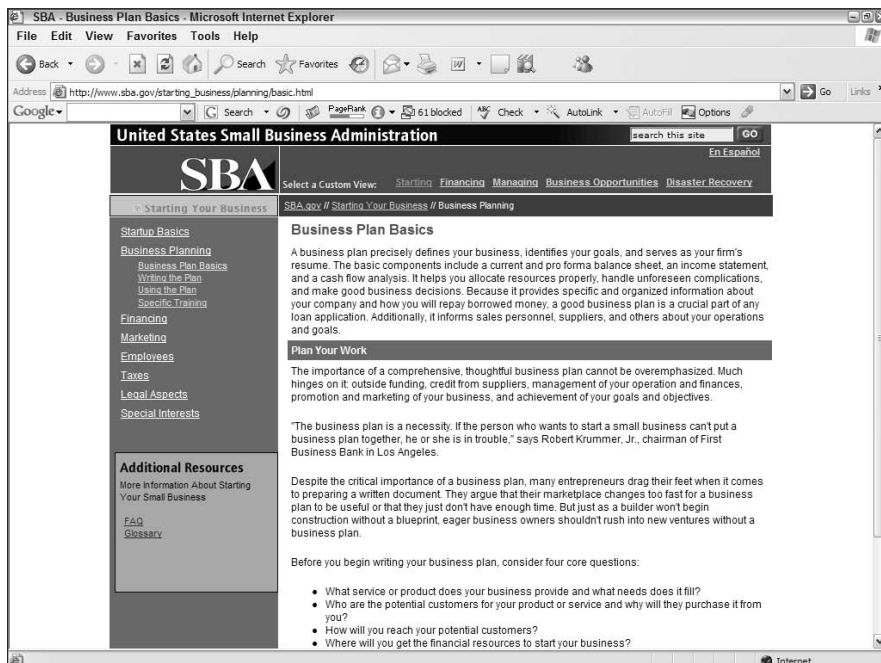 SBA - Business Plan Basics - Microsoft Internet Explorer
File Edit View Favorites Tools Help
Back Search Favorites
Address http://www.sba.gov/starting_business/planning/basic.html Go Links
Google Search PageRank 61 blocked Check AutoLink AutoFill Options
United States Small Business Administration search this site GO
En Español
SBA Select a Custom View: Starting Financing Managing Business Opportunities Disaster Recovery
Starting Your Business
SBA.gov // Starting Your Business // Business Planning
Startup Basics
Business Planning
Business Plan Basics
Writing the Plan
Using the Plan
Specific Training
Financing
Marketing
Employees
Taxes
Legal Aspects
Special Interests
Additional Resources
More Information About Starting
Your Small Business
FAQ
Glossary
Business Plan Basics
A business plan precisely defines your business, identifies your goals, and serves as your firm's
resume. The basic components include a current and pro forma balance sheet, an income statement,
and a cash flow analysis. It helps you allocate resources properly, handle unforeseen complications,
and make good business decisions. Because it provides specific and organized information about
your company and how you will repay borrowed money, a good business plan is a crucial part of any
loan application. Additionally, it informs sales personnel, suppliers, and others about your operations
and goals.
Plan Your Work
The importance of a comprehensive, thoughtful business plan cannot be overemphasized. Much
hinges on it: outside funding, credit from suppliers, management of your operation and finances,
promotion and marketing of your business, and achievement of your goals and objectives.
"The business plan is a necessity. If the person who wants to start a small business can't put a
business plan together, he or she is in trouble," says Robert Krummer, Jr., chairman of First
Business Bank in Los Angeles.
Despite the critical importance of a business plan, many entrepreneurs drag their feet when it comes
to preparing a written document. They argue that their marketplace changes too fast for a business
plan to be useful or that they just don't have enough time. But just as a builder won't begin
construction without a blueprint, eager business owners shouldn't rush into new ventures without a
business plan.
Before you begin writing your business plan, consider four core questions:
• What service or product does your business provide and what needs does it fill?
• Who are the potential customers for your product or service and why will they purchase it from
you?
• How will you reach your potential customers?
• Where will you get the financial resources to start your business?
Internet